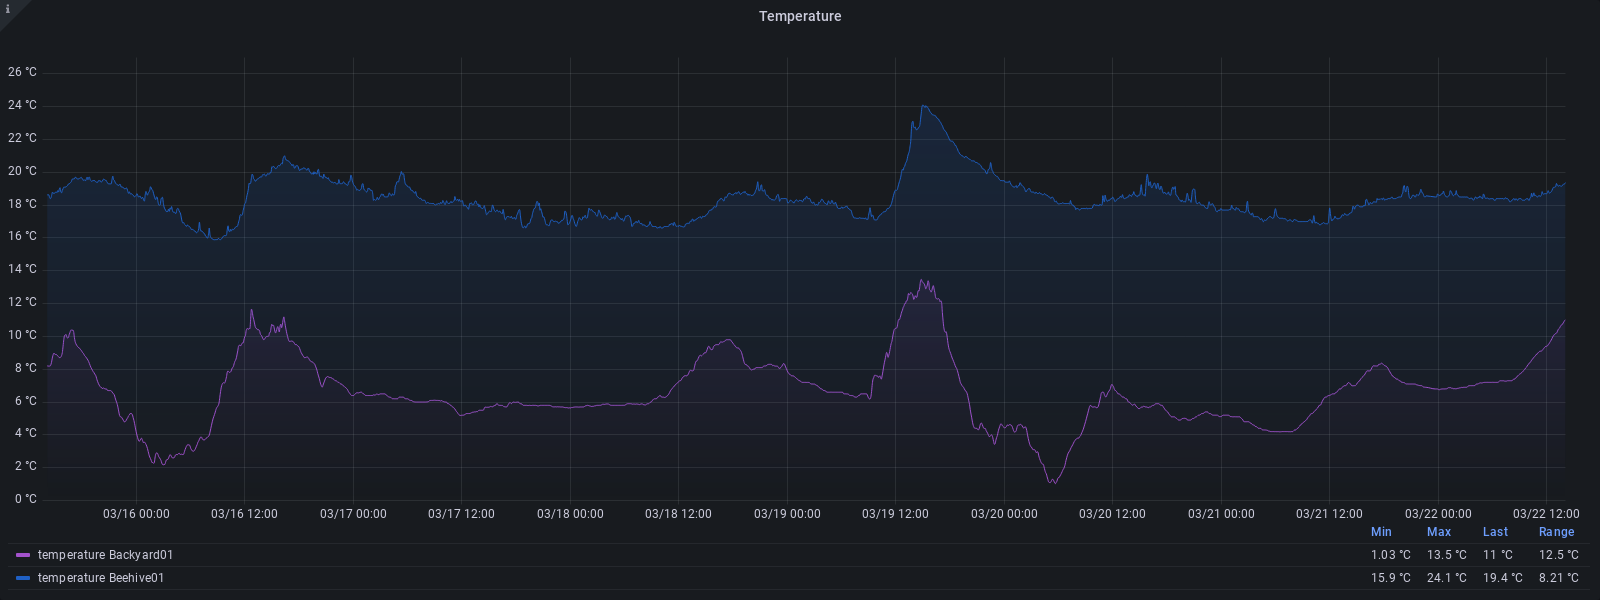 i
Temperature
26 °C
24 °C
22 °C
20 °C
18 °C
16 °C
14 °C
12 °C
10 °C
8 °C
6 °C
4 °C
2 °C
0 °C
03/16 00:00 03/16 12:00 03/17 00:00 03/17 12:00 03/18 00:00 03/18 12:00 03/19 00:00 03/19 12:00 03/20 00:00 03/20 12:00 03/21 00:00 03/21 12:00 03/22 00:00 03/22 12:00
Min Max Last Range
temperature Backyard01 1.03 °C 13.5 °C 11 °C 12.5 °C
temperature Beehive01 15.9 °C 24.1 °C 19.4 °C 8.21 °C